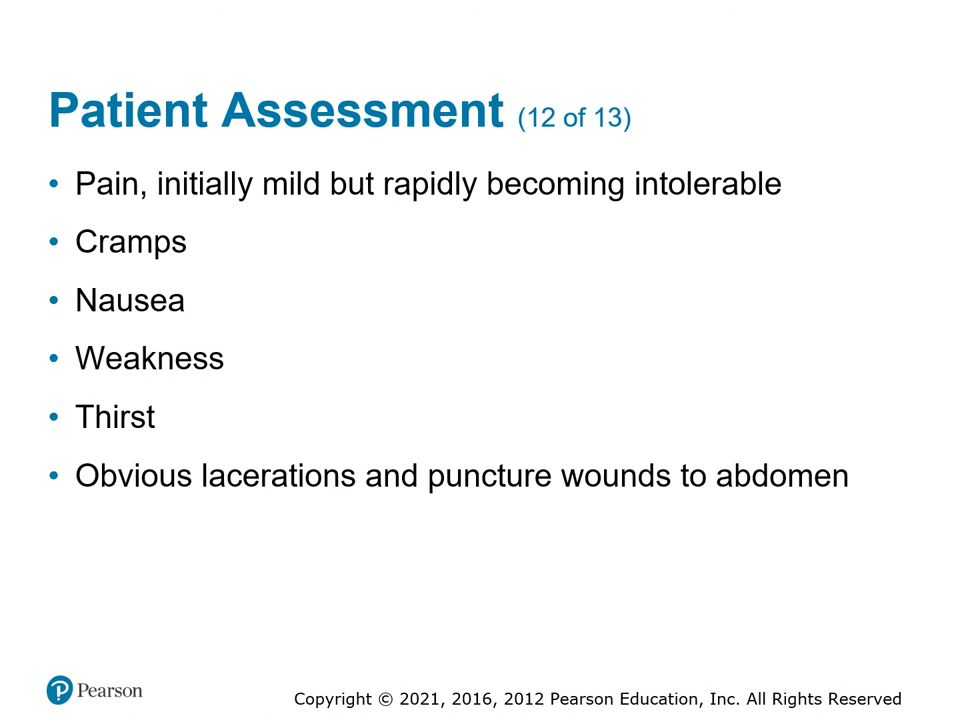 Patient Assessment (12 of 13)
• Pain, initially mild but rapidly becoming intolerable
• Cramps
• Nausea
• Weakness
• Thirst
• Obvious lacerations and puncture wounds to abdomen
Pearson
Copyright © 2021, 2016, 2012 Pearson Education, Inc. All Rights Reserved